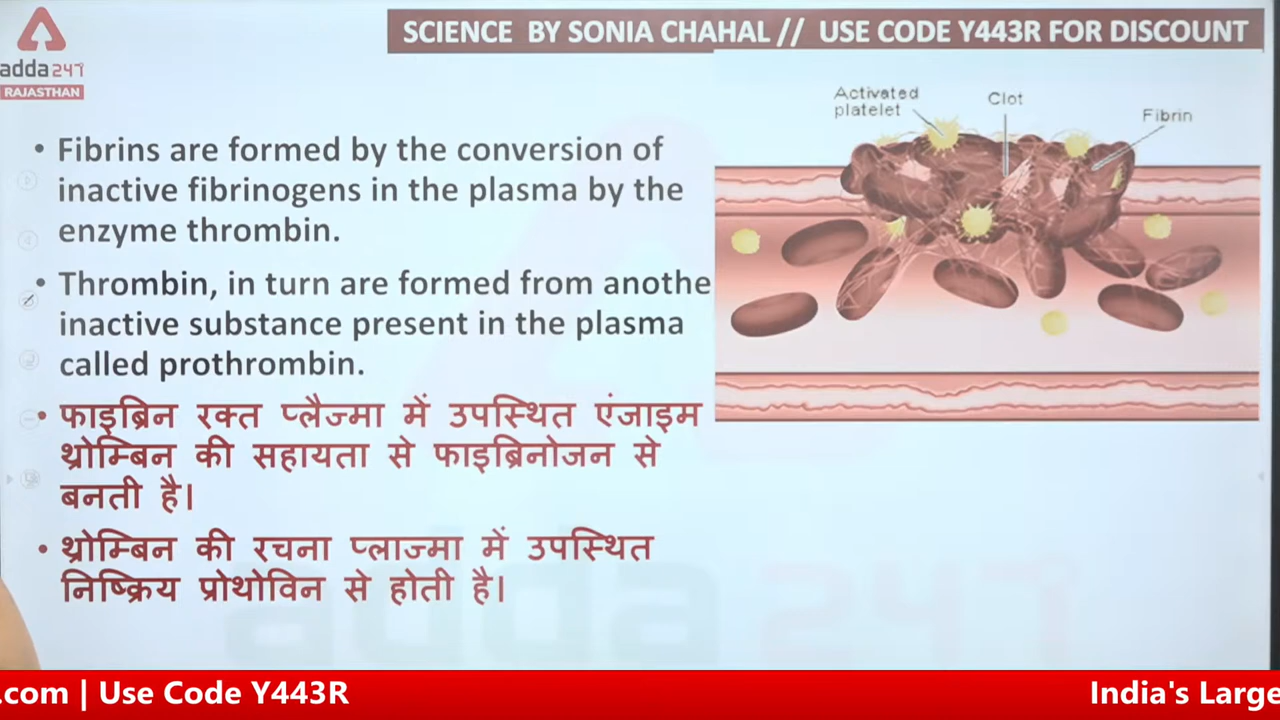 SCIENCE BY SONIA CHAHAL // USE CODE Y443R FOR DISCOUNT
adda247
RAJASTHAN
Activated
platelet
Clot
Fibrin
• Fibrins are formed by the conversion of
inactive fibrinogens in the plasma by the
enzyme thrombin.
• Thrombin, in turn are formed from anothe
inactive substance present in the plasma
called prothrombin.
• फाइब्रिन रक्त प्लैज्मा में उपस्थित एंजाइम
थ्रोम्बिन की सहायता से फाइब्रिनोजन से
बनती है।
• थ्रोम्बिन की रचना प्लाज्मा में उपस्थित
निष्क्रिय प्रोथोविन से होती है।
.com | Use Code Y443R
India's Large